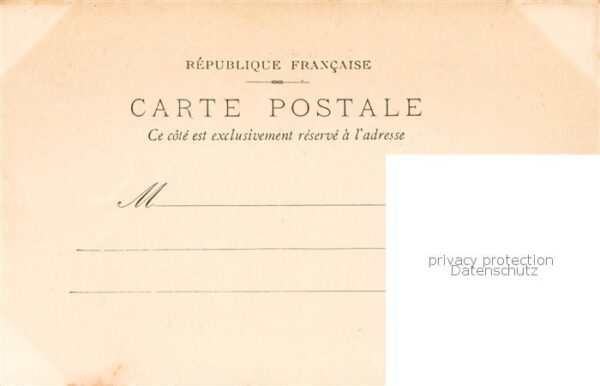 RÉPUBLIQUE FRANÇAISE
CARTE POSTALE
Ce côté est exclusivement réservé à l'adresse
M
privacy protection
Datenschutz